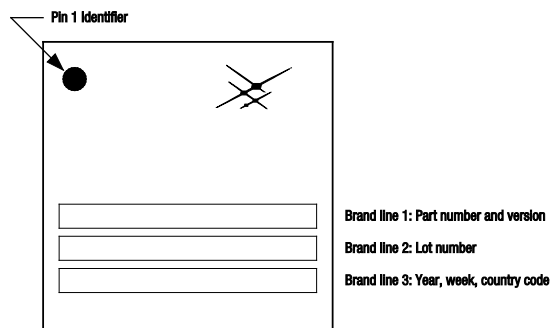 Pin 1 Identifier
Brand line 1: Part number and version
Brand line 2: Lot number
Brand line 3: Year, week, country code